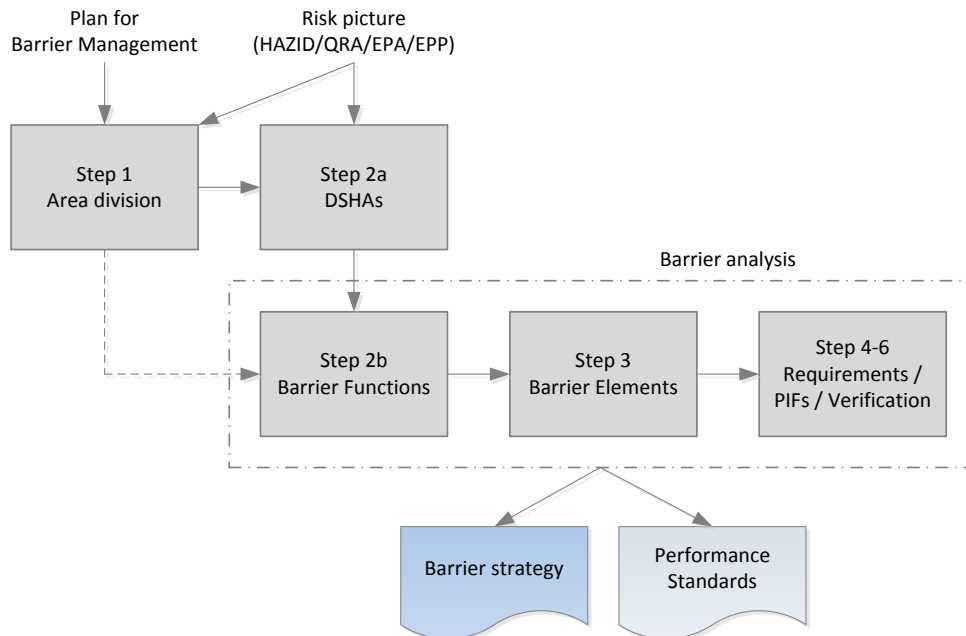 Plan for
Barrier Management
Risk picture
(HAZID/QRA/EPA/EPP)
Step 1
Area division
Step 2a
DSHAs
Barrier analysis
Step 2b
Barrier Functions
Step 3
Barrier Elements
Step 4-6
Requirements /
PIFs / Verification
Barrier strategy
Performance
Standards